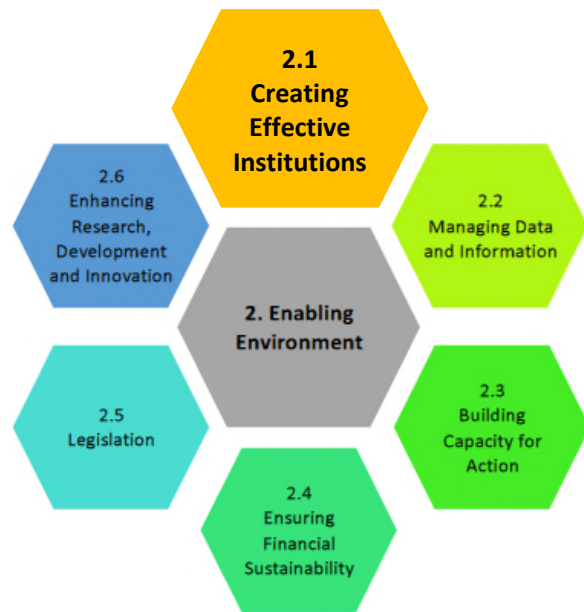 2.1
Creating
Effective
Institutions
2.6
Enhancing
Research,
Development
and Innovation
2.2
Managing Data
and Information
2. Enabling
Environment
2.5
Legislation
2.3
Building
Capacity for
Action
2.4
Ensuring
Financial
Sustainability